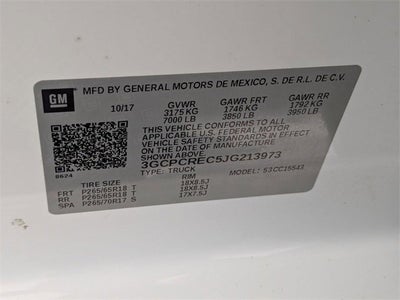 GM
MFD BY GENERAL MOTORS DE MEXICO, S. DE R.L. DE C.V.
10/17 GVWR GAWR FRT GAWR RR
3175 KG 1746 KG 1792 KG
7000 LB 3850 LB 3950 LB
THIS VEHICLE CONFORMS TO ALL
APPLICABLE U.S. FEDERAL MOTOR
VEHICLE SAFETY STANDARDS IN EFFECT
ON THE DATE OF MANUFACTURE SHOWN ABOVE.
3GCPCREC5JG213973
8624 TYPE: TRUCK MODEL: S3CC15543
TIRE SIZE RIM
FRT P265/65R18 T 18X8.5J
RR P265/65R18 T 18X8.5J
SPA P265/70R17 S 17X7.5J